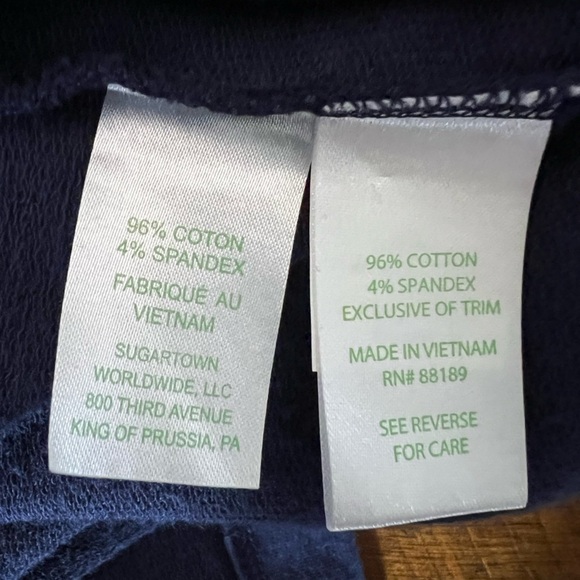 96% COTON
4% SPANDEX
FABRIQUÉ AU
VIETNAM
SUGARTOWN
WORLDWIDE, LLC
800 THIRD AVENUE
KING OF PRUSSIA, PA
96% COTTON
4% SPANDEX
EXCLUSIVE OF TRIM
MADE IN VIETNAM
RN# 88189
SEE REVERSE
FOR CARE